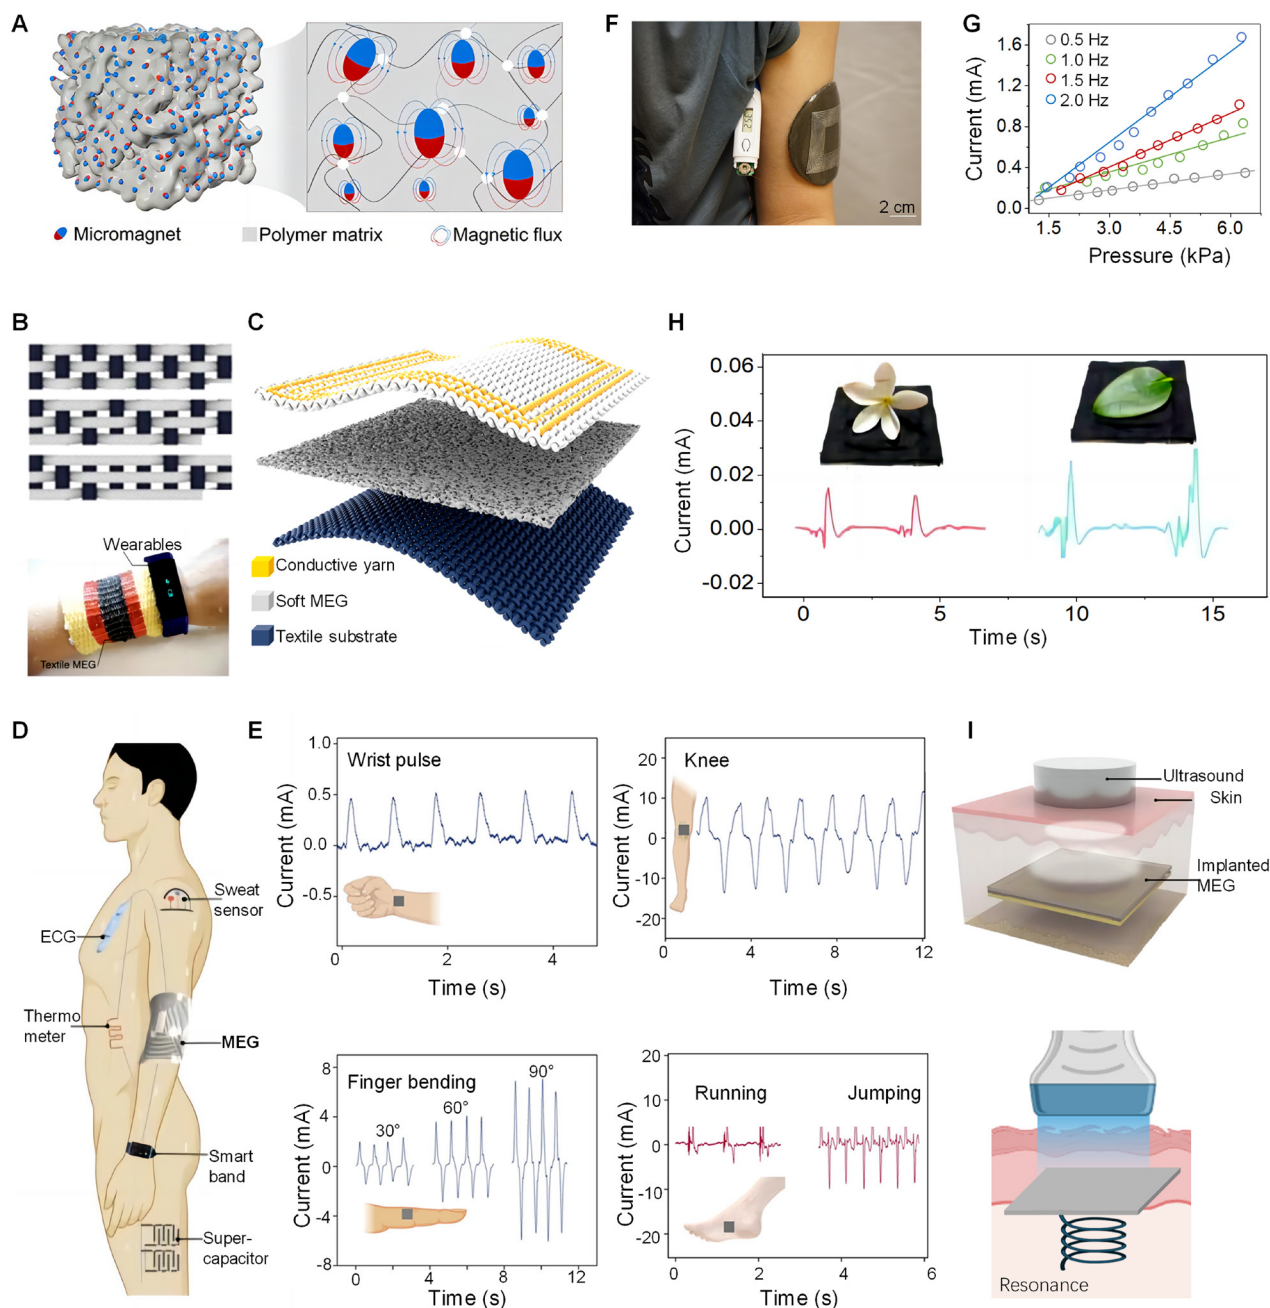 A
Micromagnet
Polymer matrix
Magnetic flux
F
2 cm
G
Current (mA)
1.6
1.2
0.8
0.4
0.0
0.5 Hz
1.0 Hz
1.5 Hz
2.0 Hz
1.5
3.0
4.5
6.0
Pressure (kPa)
B
Wearables
Textile MEG
C
Conductive yarn
Soft MEG
Textile substrate
H
Current (mA)
0.06
0.04
0.02
0.00
-0.02
0
5
10
15
Time (s)
D
Sweat
sensor
ECG
Thermo
meter
MEG
Smart
band
Super-
capacitor
E
Wrist pulse
Current (mA)
1.0
0.5
0.0
-0.5
0
2
4
Time (s)
Knee
Current (mA)
20
10
0
-10
-20
0
4
8
12
Time (s)
Finger bending
30°
60°
90°
Current (mA)
8
4
0
-4
-8
0
4
8
12
Time (s)
Running
Jumping
Current (mA)
20
10
0
-10
-20
0
2
4
6
Time (s)
I
Ultrasound
Skin
Implanted
MEG
Resonance